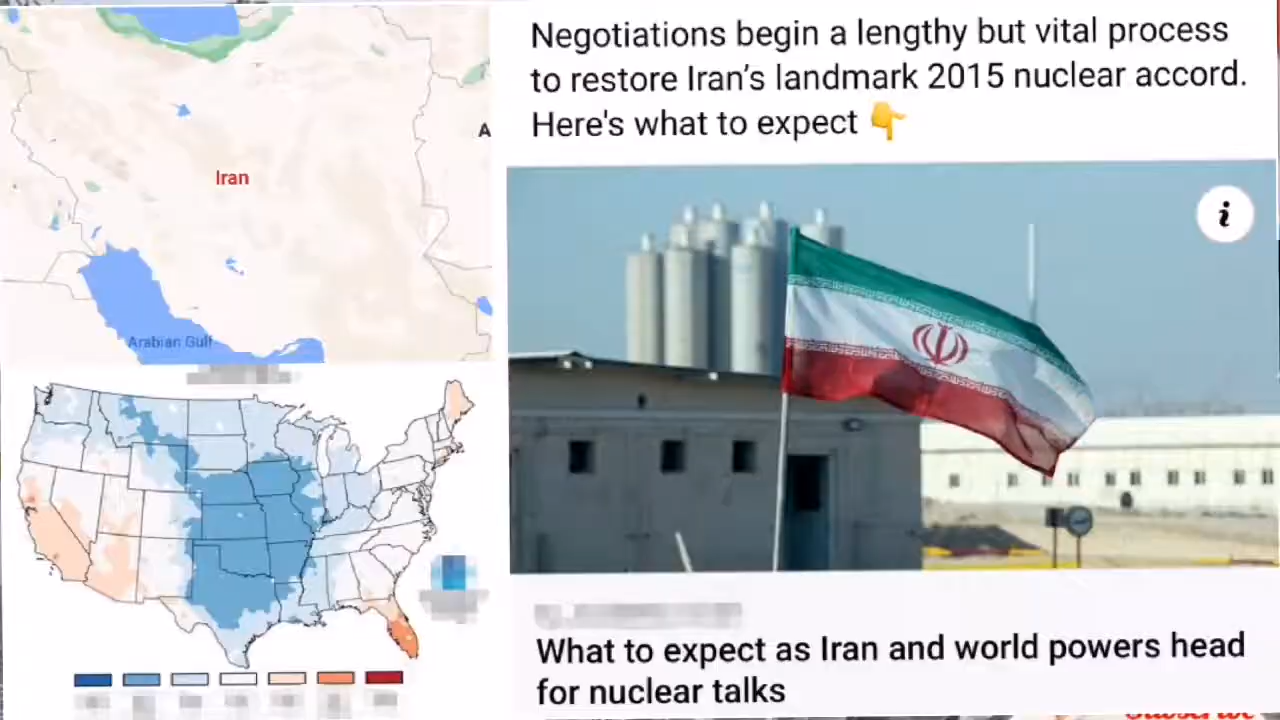 Negotiations begin a lengthy but vital process
to restore Iran’s landmark 2015 nuclear accord.
Here's what to expect 👇
A
Iran
Arabian Gulf
What to expect as Iran and world powers head
for nuclear talks
Subscribe